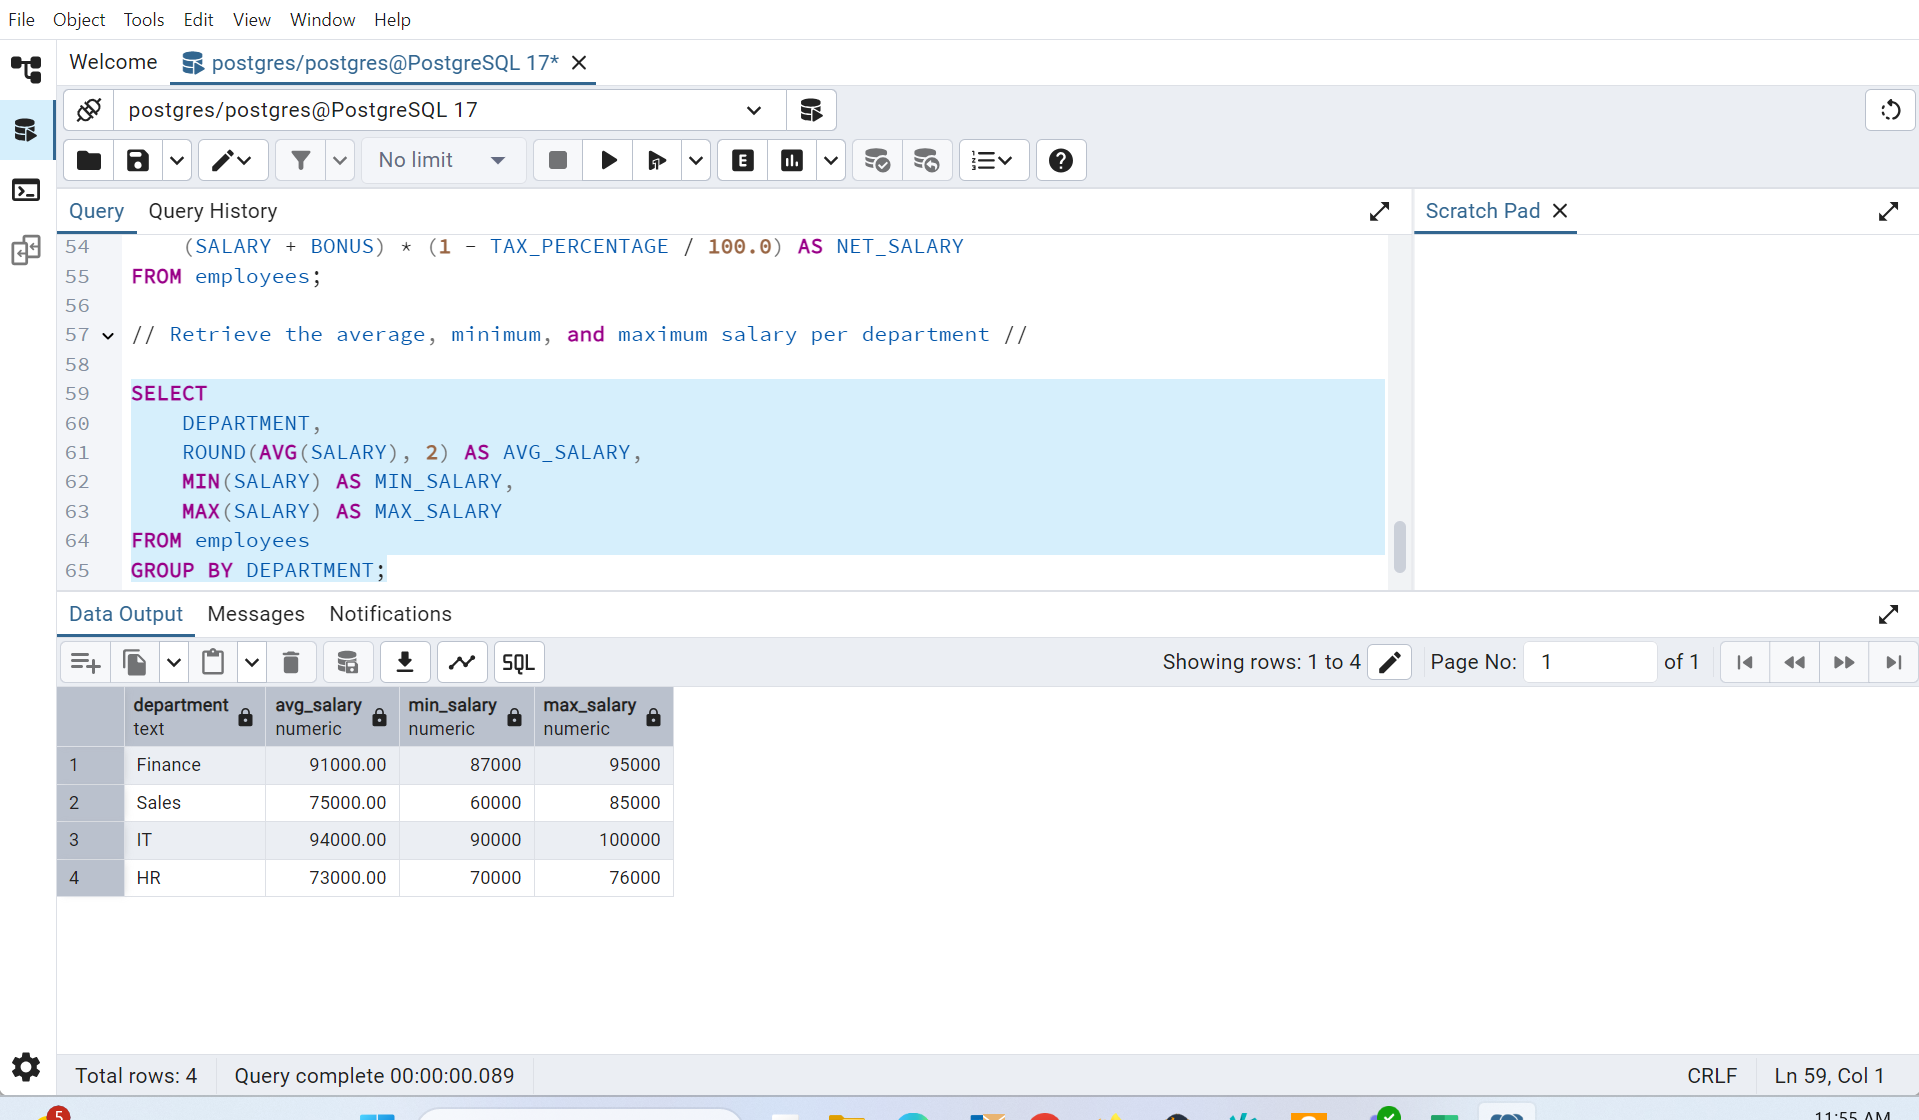 File Object Tools Edit View Window Help
Welcome postgres/postgres@PostgreSQL 17*
postgres/postgres@PostgreSQL 17
No limit
Query Query History
Scratch Pad
54 (SALARY + BONUS) * (1 - TAX_PERCENTAGE / 100.0) AS NET_SALARY
55 FROM employees;
56
57 // Retrieve the average, minimum, and maximum salary per department //
58
59 SELECT
60 DEPARTMENT,
61 ROUND(AVG(SALARY), 2) AS AVG_SALARY,
62 MIN(SALARY) AS MIN_SALARY,
63 MAX(SALARY) AS MAX_SALARY
64 FROM employees
65 GROUP BY DEPARTMENT;
Data Output Messages Notifications
SQL Showing rows: 1 to 4 Page No: 1 of 1
department avg_salary min_salary max_salary
text numeric numeric numeric
1 Finance 91000.00 87000 95000
2 Sales 75000.00 60000 85000
3 IT 94000.00 90000 100000
4 HR 73000.00 70000 76000
Total rows: 4 Query complete 00:00:00.089 CRLF Ln 59, Col 1
5
11:55 AM